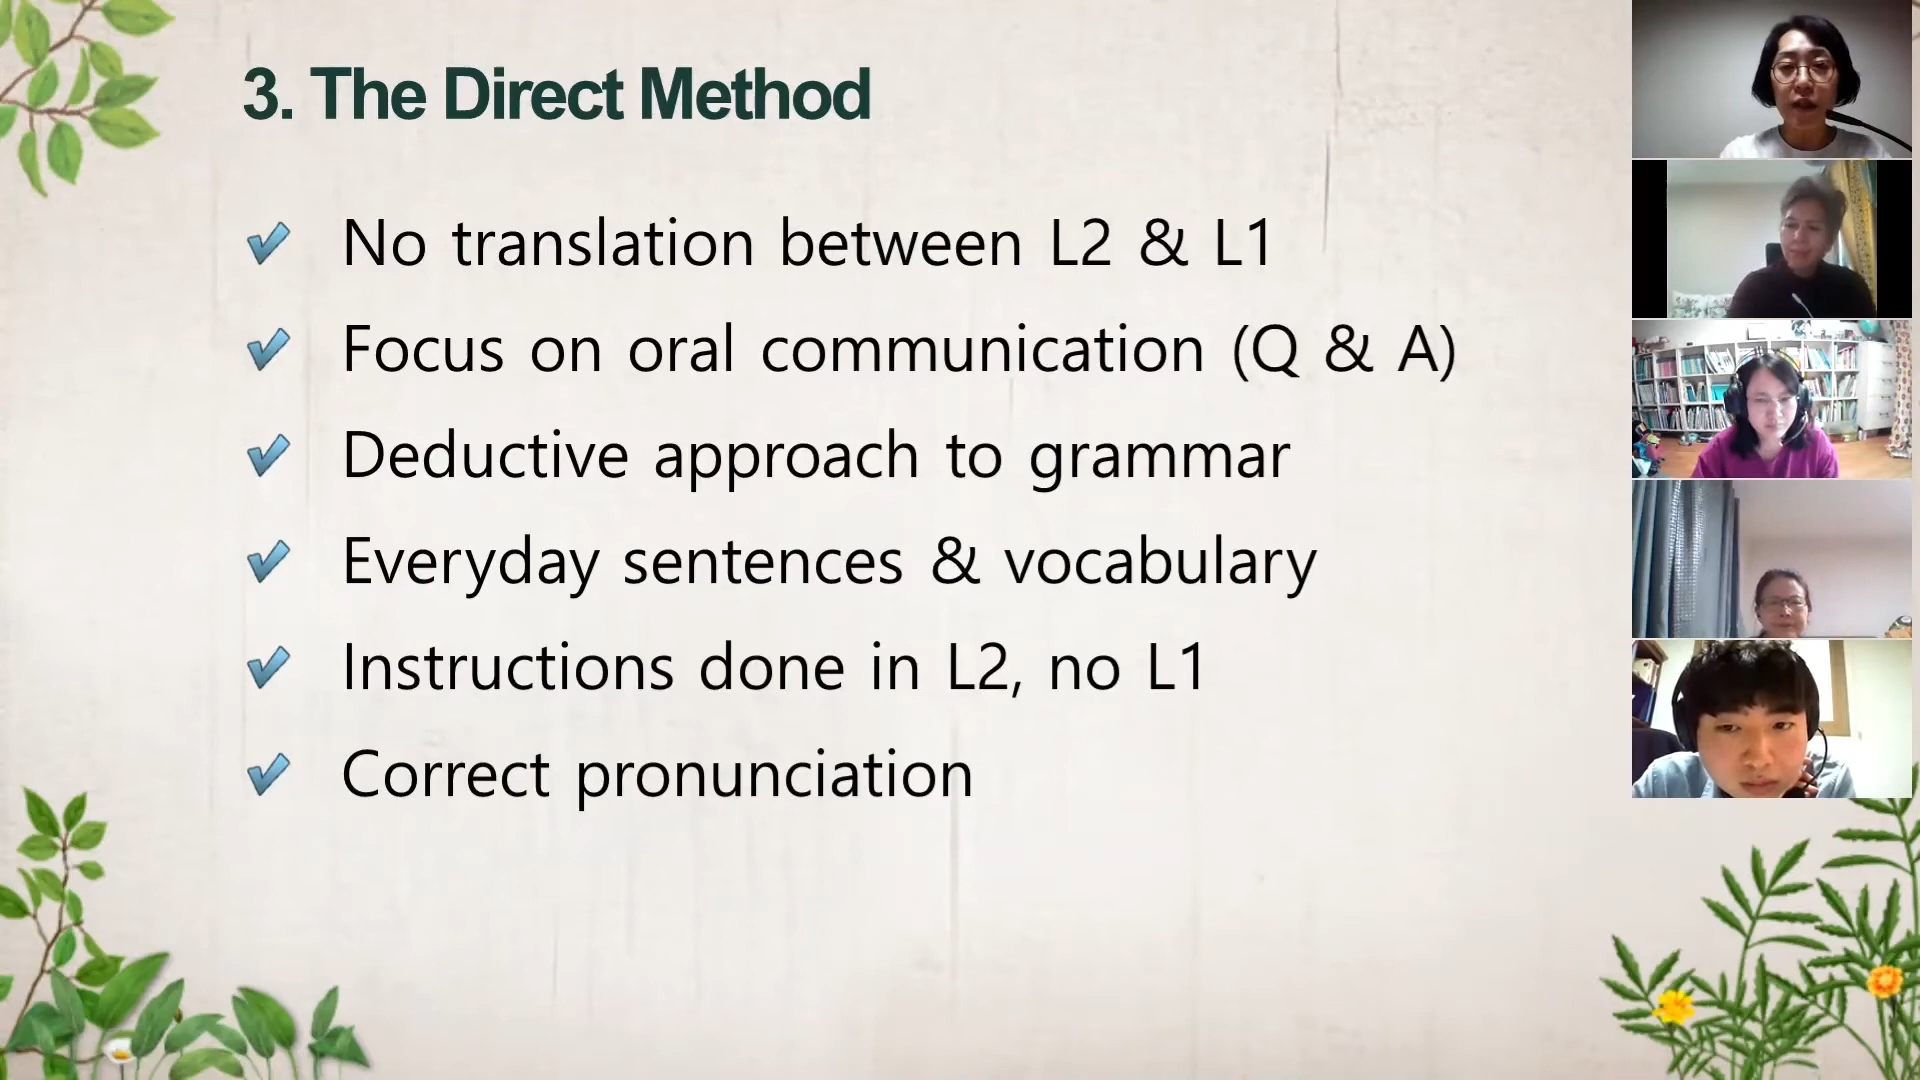 3. The Direct Method
No translation between L2 & L1
Focus on oral communication (Q & A)
Deductive approach to grammar
Everyday sentences & vocabulary
Instructions done in L2, no L1
Correct pronunciation